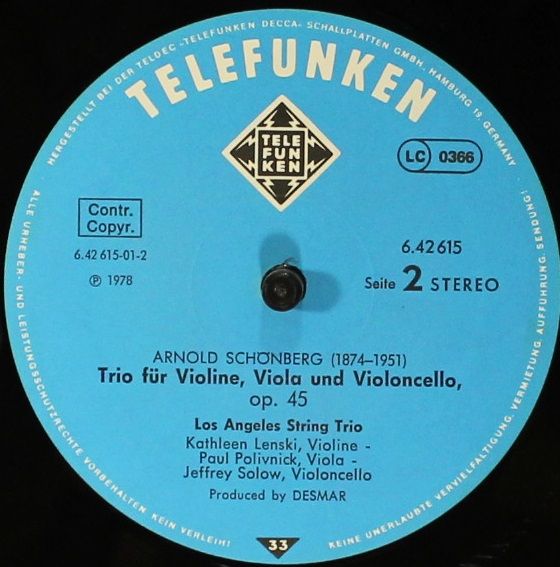 HERGESTELLT BEI DER TELDEC »TELEFUNKEN DECCA« SCHALLPLATTEN GMBH., HAMBURG 19, GERMANY
TELEFUNKEN
TELE
FUN
KEN
LC 0366
Contr.
Copyr.
6.42 615-01-2
℗ 1978
6.42 615
Seite 2 STEREO
ARNOLD SCHÖNBERG (1874–1951)
Trio für Violine, Viola und Violoncello,
op. 45
Los Angeles String Trio
Kathleen Lenski, Violine -
Paul Polivnick, Viola -
Jeffrey Solow, Violoncello
Produced by DESMAR
33
ALLE URHEBER- UND LEISTUNGSSCHUTZRECHTE VORBEHALTEN KEIN VERLEIH!
KEINE UNERLAUBTE VERVIELFÄLTIGUNG, VERMIETUNG, AUFFÜHRUNG, SENDUNG!